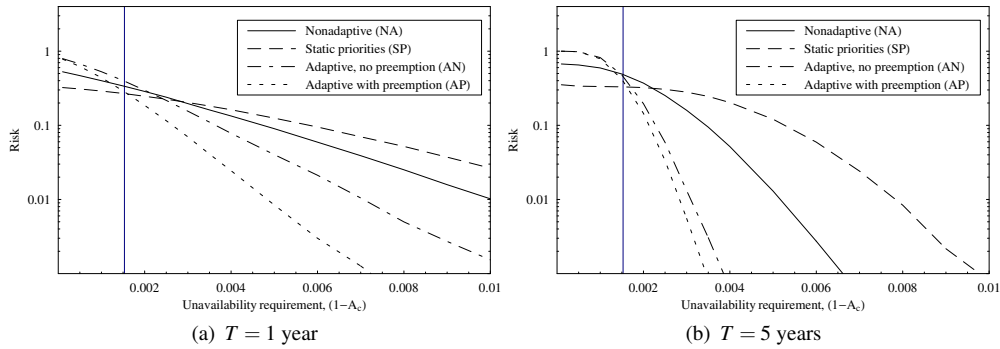 Nonadaptive (NA)
Static priorities (SP)
Adaptive, no preemption (AN)
Adaptive with preemption (AP)
1
0.1
0.01
Risk
0.002 0.004 0.006 0.008 0.01
Unavailability requirement, (1−A_c)
(a) T = 1 year
Nonadaptive (NA)
Static priorities (SP)
Adaptive, no preemption (AN)
Adaptive with preemption (AP)
1
0.1
0.01
Risk
0.002 0.004 0.006 0.008 0.01
Unavailability requirement, (1−A_c)
(b) T = 5 years